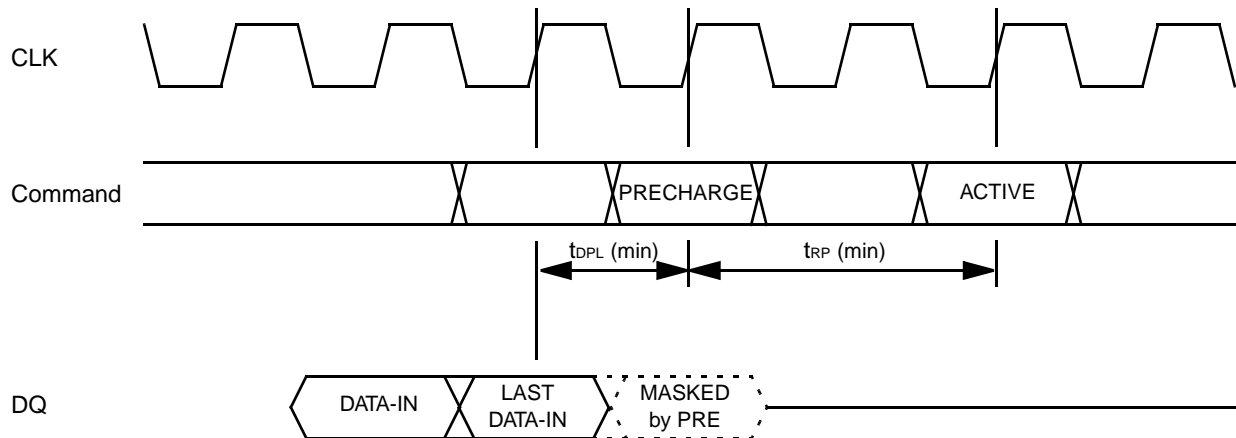 CLK
Command
PRECHARGE
ACTIVE
tDPL (min)
tRP (min)
DQ
DATA-IN
LAST
DATA-IN
MASKED
by PRE